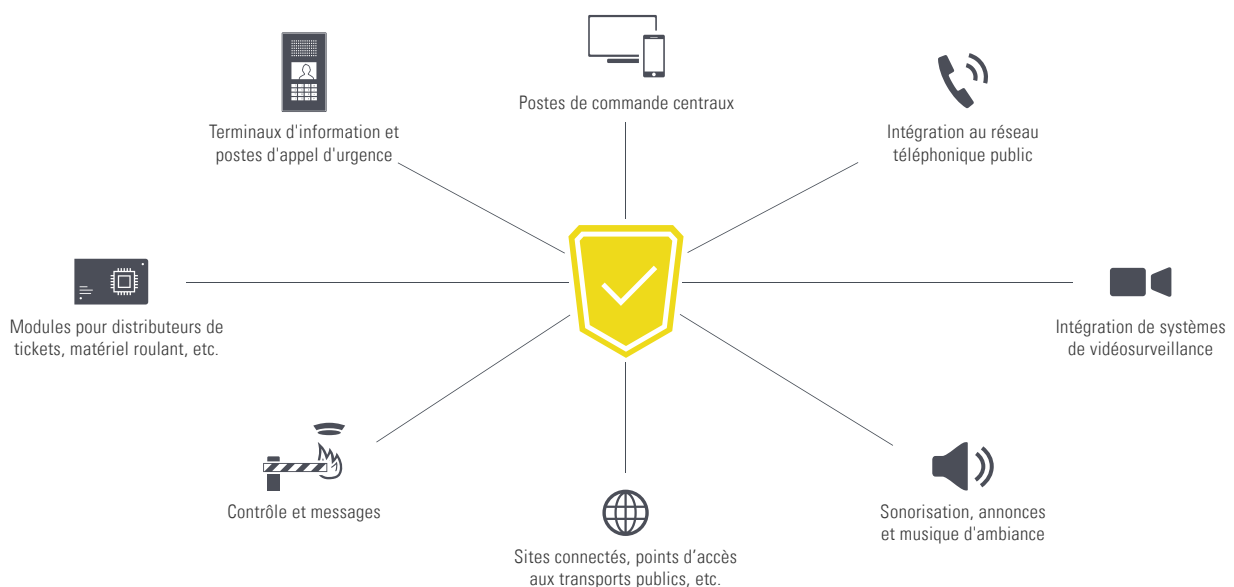 Postes de commande centraux
Terminaux d'information et
postes d'appel d'urgence
Intégration au réseau
téléphonique public
Modules pour distributeurs de
tickets, matériel roulant, etc.
Intégration de systèmes
de vidéosurveillance
Contrôle et messages
Sonorisation, annonces
et musique d'ambiance
Sites connectés, points d’accès
aux transports publics, etc.